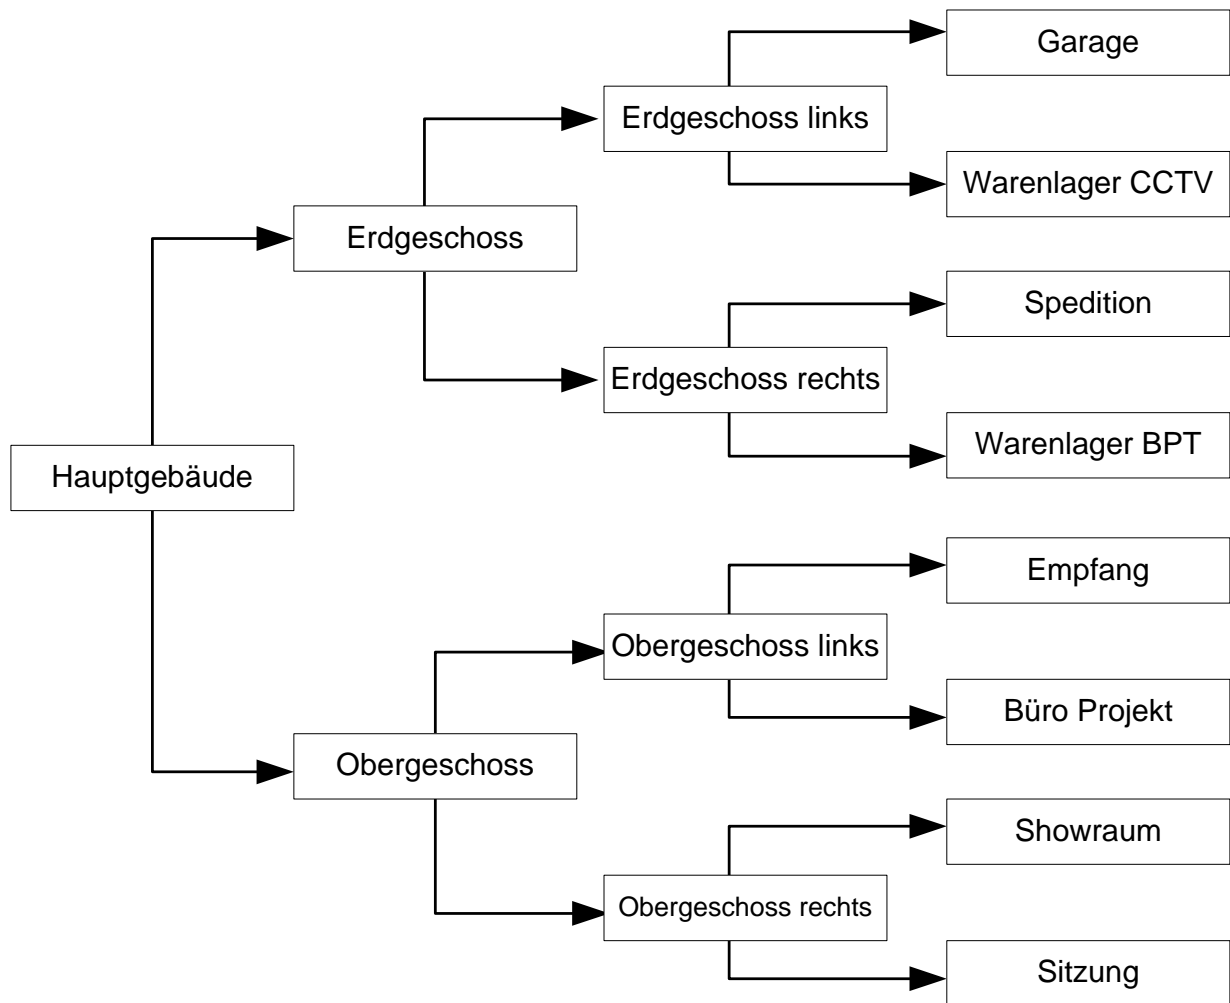 Garage
Erdgeschoss links
Warenlager CCTV
Erdgeschoss
Spedition
Erdgeschoss rechts
Warenlager BPT
Hauptgebäude
Empfang
Obergeschoss links
Büro Projekt
Obergeschoss
Showraum
Obergeschoss rechts
Sitzung